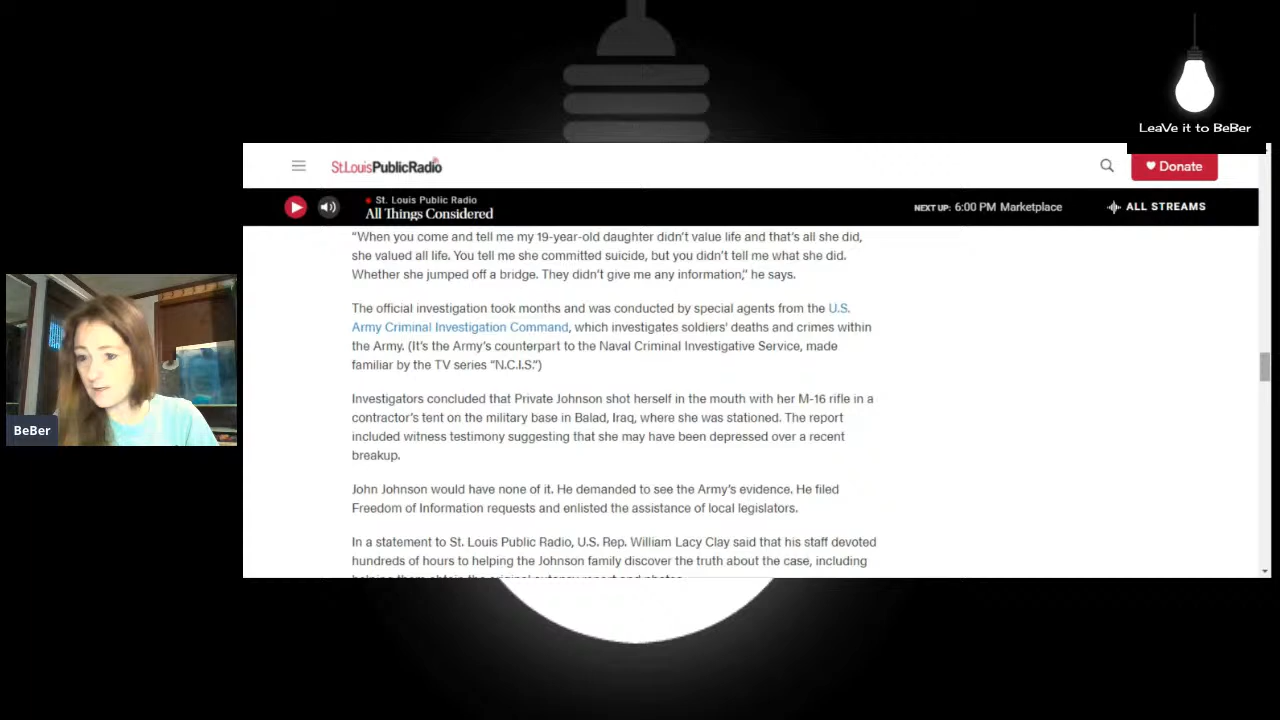 LeaVe it to BeBer
St.LouisPublicRadio
Donate
St. Louis Public Radio
All Things Considered
NEXT UP: 6:00 PM Marketplace
ALL STREAMS
“When you come and tell me my 19-year-old daughter didn’t value life and that’s all she did,
she valued all life. You tell me she committed suicide, but you didn’t tell me what she did.
Whether she jumped off a bridge. They didn’t give me any information,” he says.
The official investigation took months and was conducted by special agents from the U.S.
Army Criminal Investigation Command, which investigates soldiers’ deaths and crimes within
the Army. (It’s the Army’s counterpart to the Naval Criminal Investigative Service, made
familiar by the TV series “N.C.I.S.”)
Investigators concluded that Private Johnson shot herself in the mouth with her M-16 rifle in a
contractor’s tent on the military base in Balad, Iraq, where she was stationed. The report
included witness testimony suggesting that she may have been depressed over a recent
breakup.
John Johnson would have none of it. He demanded to see the Army’s evidence. He filed
Freedom of Information requests and enlisted the assistance of local legislators.
In a statement to St. Louis Public Radio, U.S. Rep. William Lacy Clay said that his staff devoted
hundreds of hours to helping the Johnson family discover the truth about the case, including
BeBer